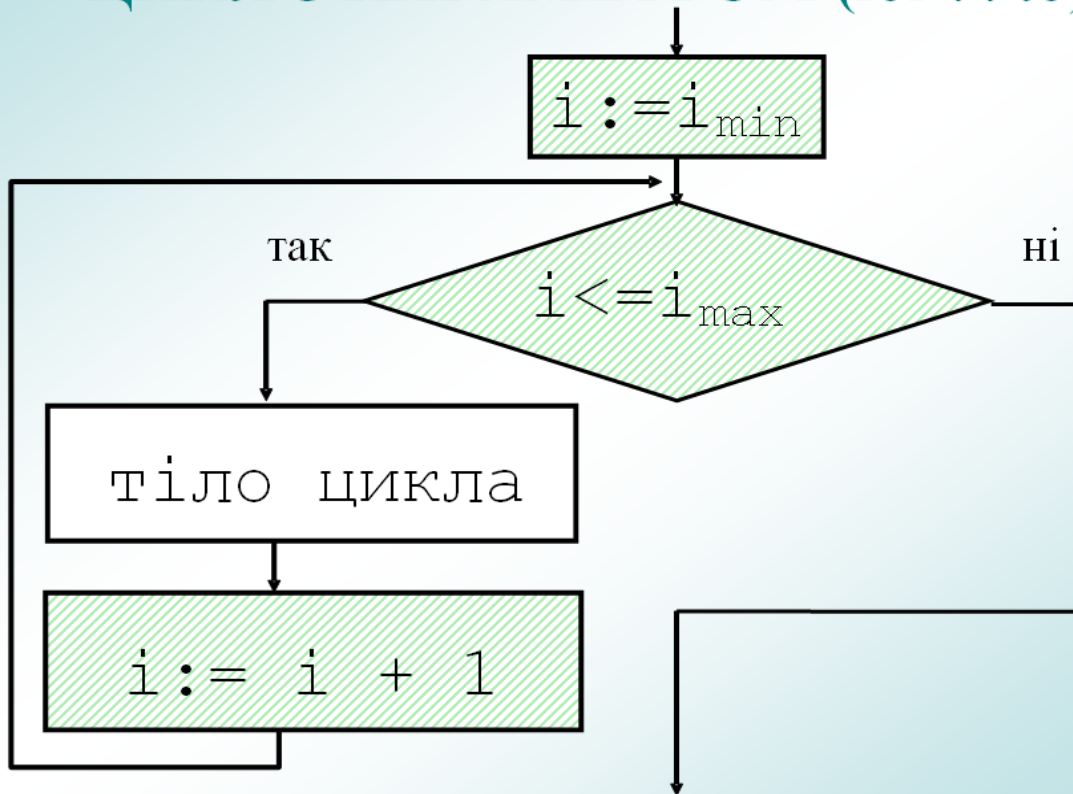 i:=imin
так
ні
i<=imax
тіло цикла
i:= i + 1